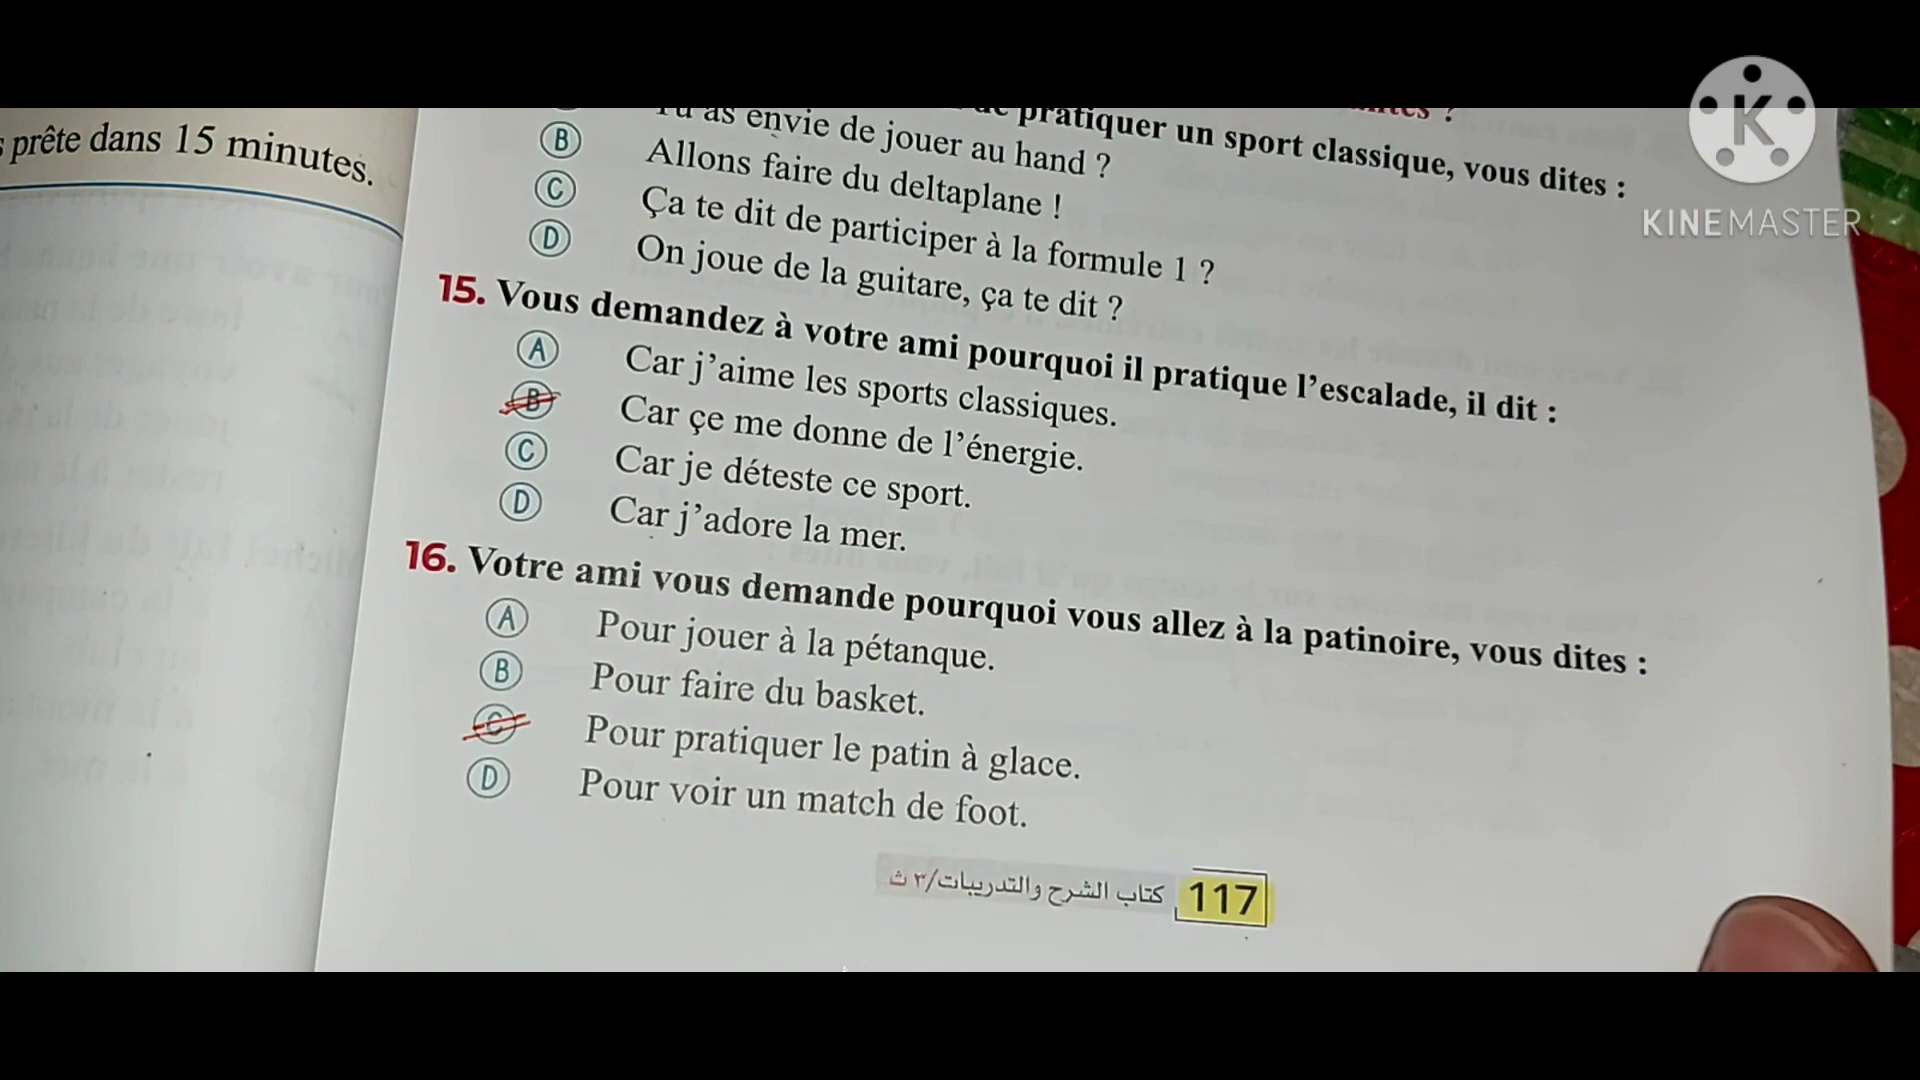 prête dans 15 minutes.
de pratiquer un sport classique, vous dites :
Tu as envie de jouer au hand ?
B Allons faire du deltaplane !
C Ça te dit de participer à la formule 1 ?
D On joue de la guitare, ça te dit ?
15. Vous demandez à votre ami pourquoi il pratique l'escalade, il dit :
A Car j'aime les sports classiques.
B Car çe me donne de l'énergie.
C Car je déteste ce sport.
D Car j'adore la mer.
16. Votre ami vous demande pourquoi vous allez à la patinoire, vous dites :
A Pour jouer à la pétanque.
B Pour faire du basket.
C Pour pratiquer le patin à glace.
D Pour voir un match de foot.
117 كتاب الشرح والتدريبات/٣ ث
K
KINEMASTER